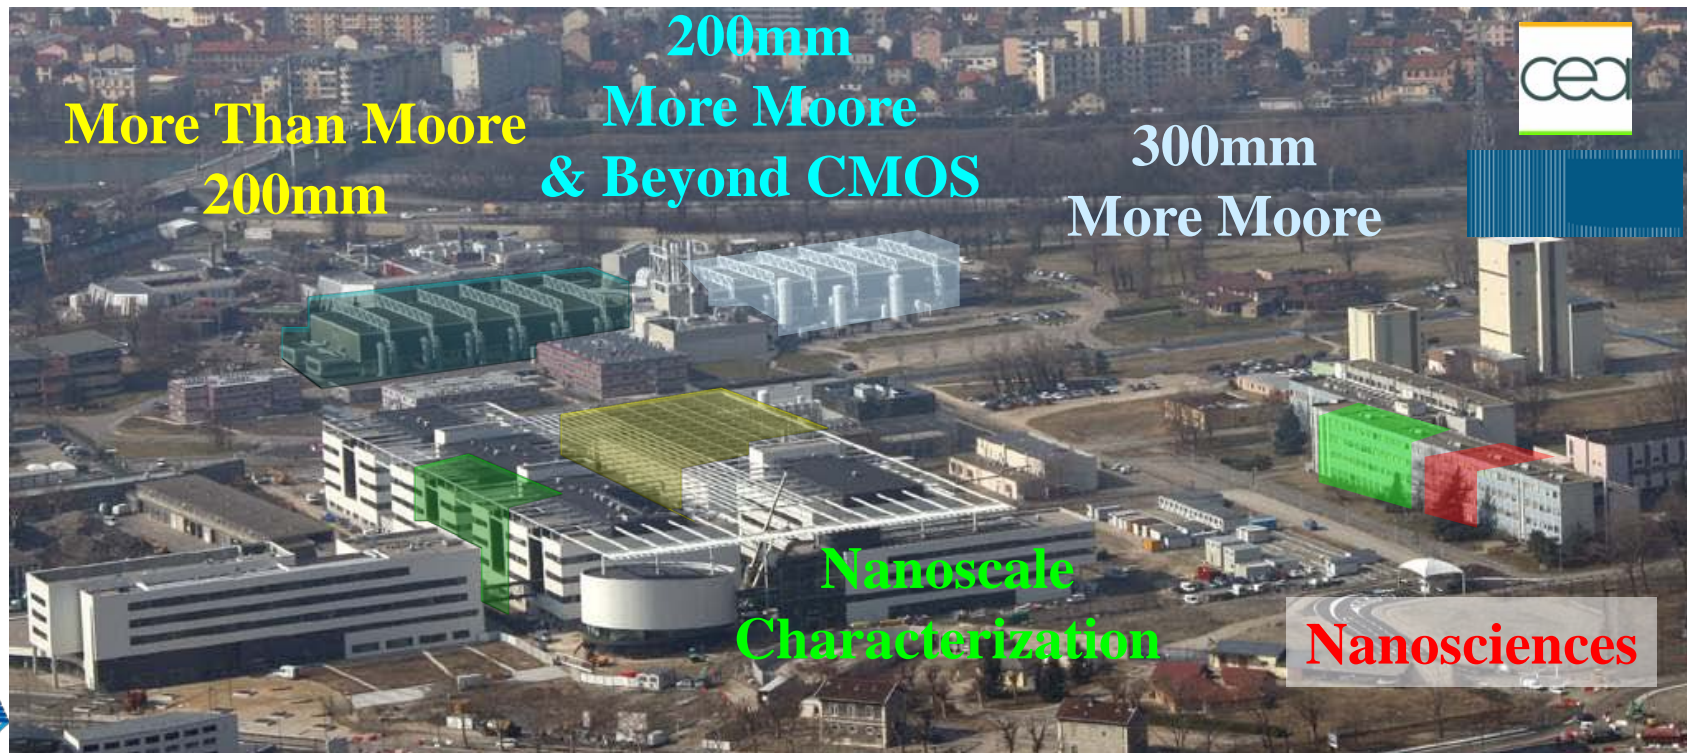 More Than Moore
200mm
200mm
More Moore
& Beyond CMOS
300mm
More Moore
cea
Nanoscale
Characterization
Nanosciences